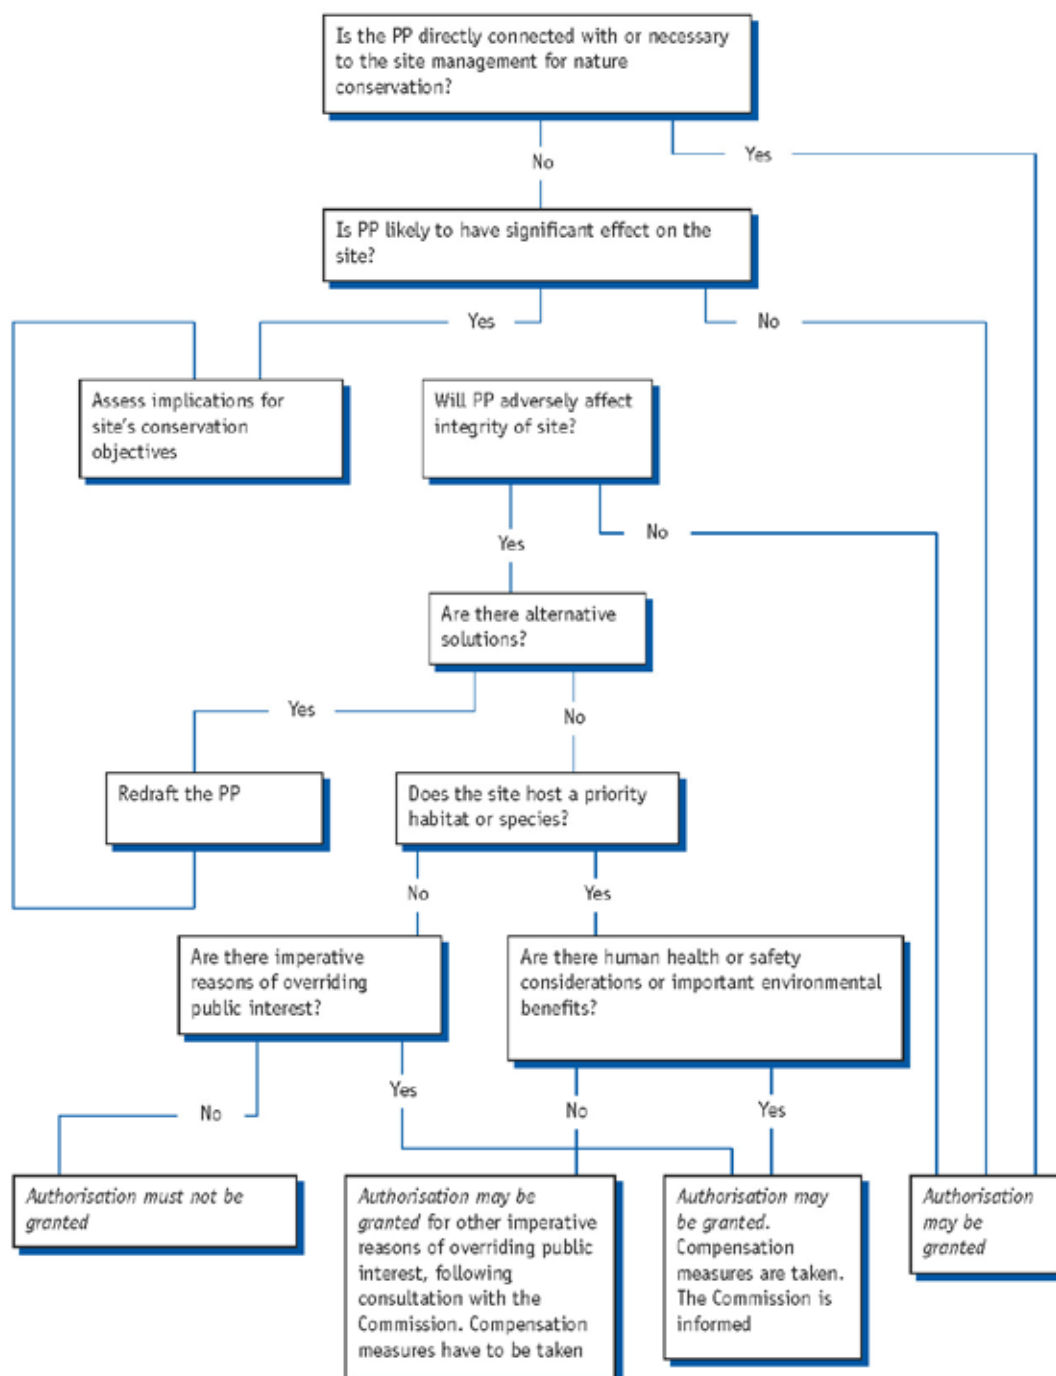 Is the PP directly connected with or necessary
to the site management for nature
conservation?
No
Yes
Is PP likely to have significant effect on the
site?
Yes
No
Assess implications for
site's conservation
objectives
Will PP adversely affect
integrity of site?
No
Yes
Are there alternative
solutions?
Yes
No
Redraft the PP
Does the site host a priority
habitat or species?
No
Yes
Are there imperative
reasons of overriding
public interest?
Are there human health or safety
considerations or important environmental
benefits?
No
Yes
No
Yes
Authorisation must not be
granted
Authorisation may be
granted for other imperative
reasons of overriding public
interest, following
consultation with the
Commission. Compensation
measures have to be taken
Authorisation may
be granted.
Compensation
measures are taken.
The Commission is
informed
Authorisation
may be
granted